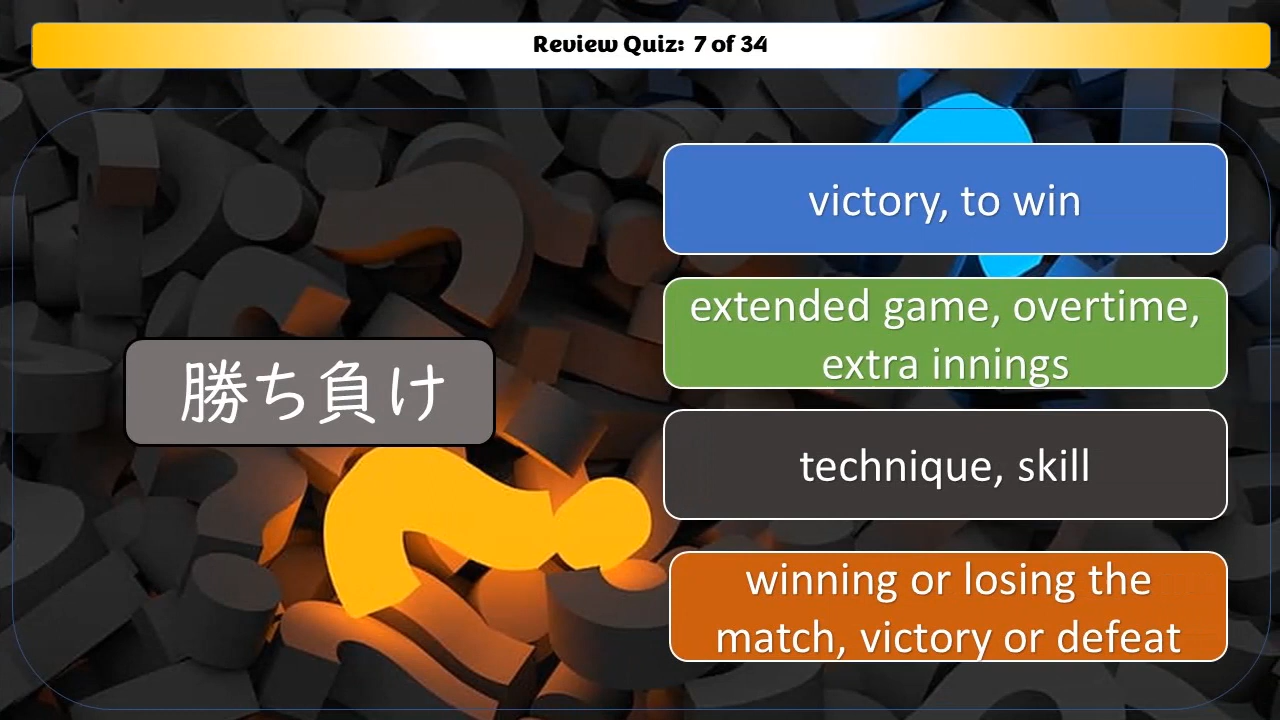 Review Quiz: 7 of 34
勝ち負け
victory, to win
extended game, overtime,
extra innings
technique, skill
winning or losing the
match, victory or defeat